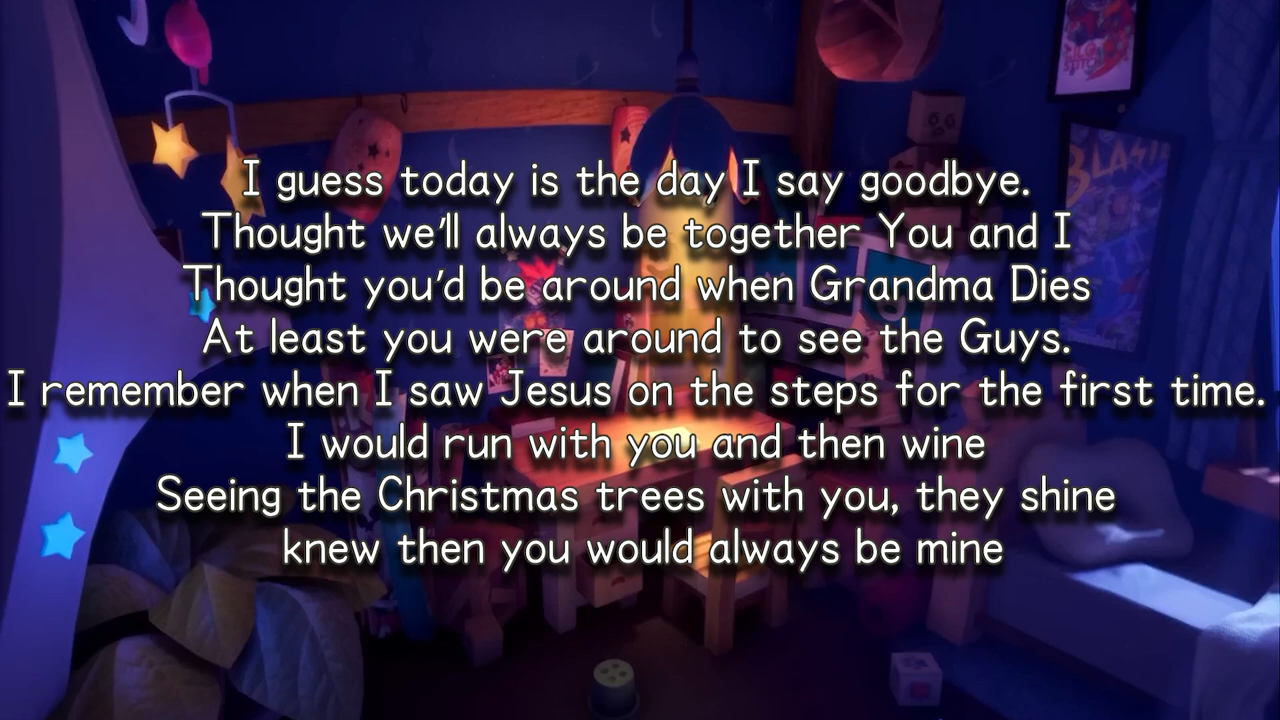 I guess today is the day I say goodbye.
Thought we'll always be together You and I
Thought you'd be around when Grandma Dies
At least you were around to see the Guys.
I remember when I saw Jesus on the steps for the first time.
I would run with you and then wine
Seeing the Christmas trees with you, they shine
knew then you would always be mine
BLAST